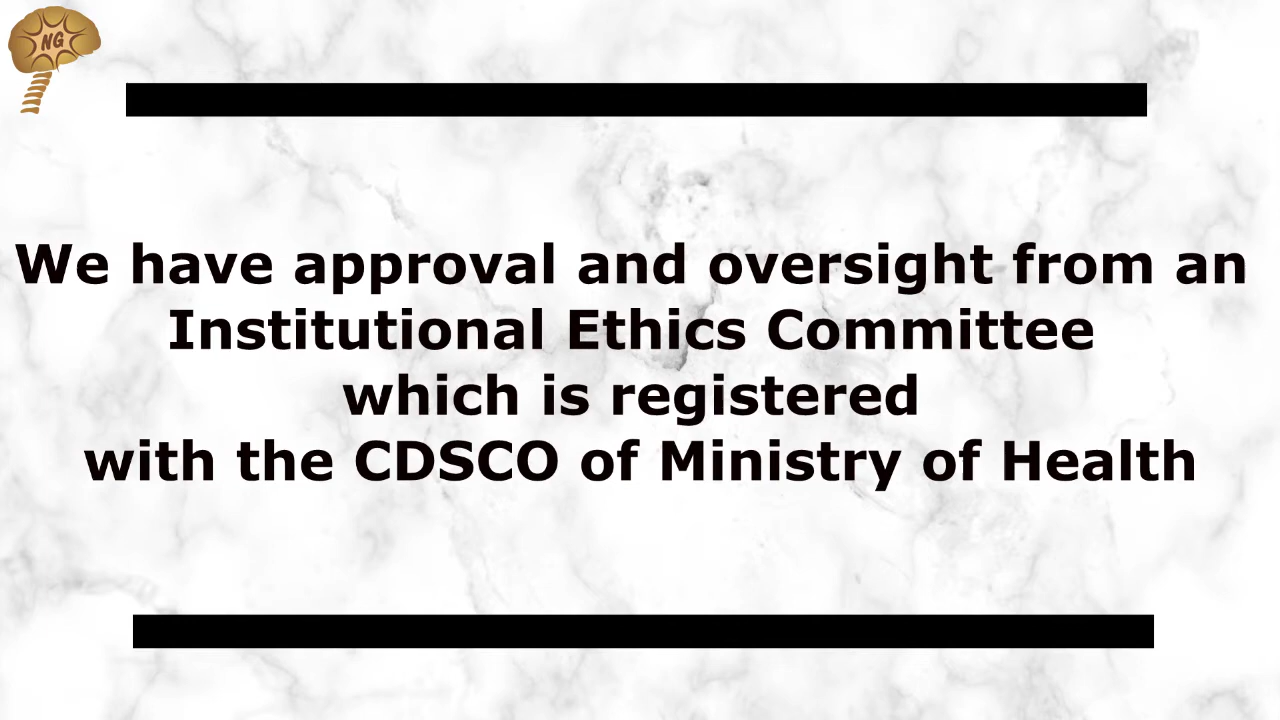 NG
We have approval and oversight from an
Institutional Ethics Committee
which is registered
with the CDSCO of Ministry of Health